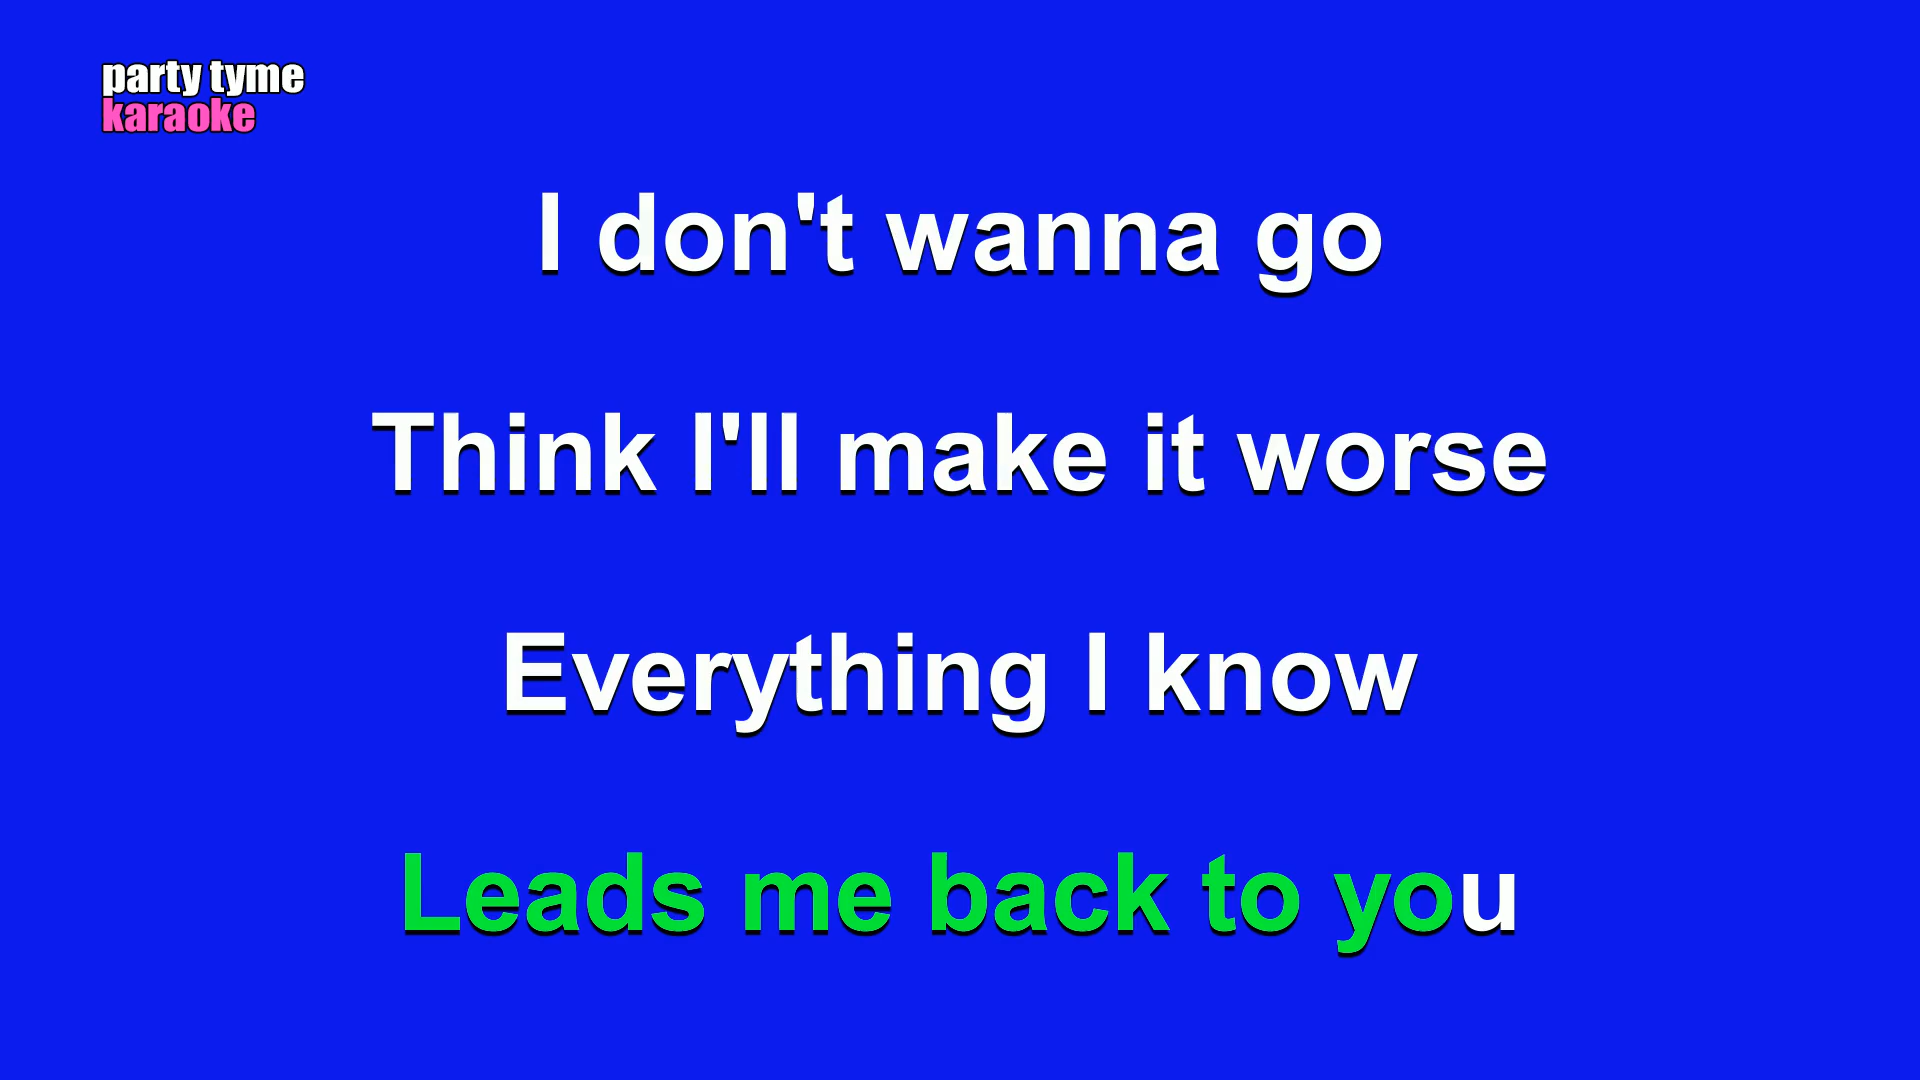 party tyme
karaoke
I don't wanna go
Think I'll make it worse
Everything I know
Leads me back to you